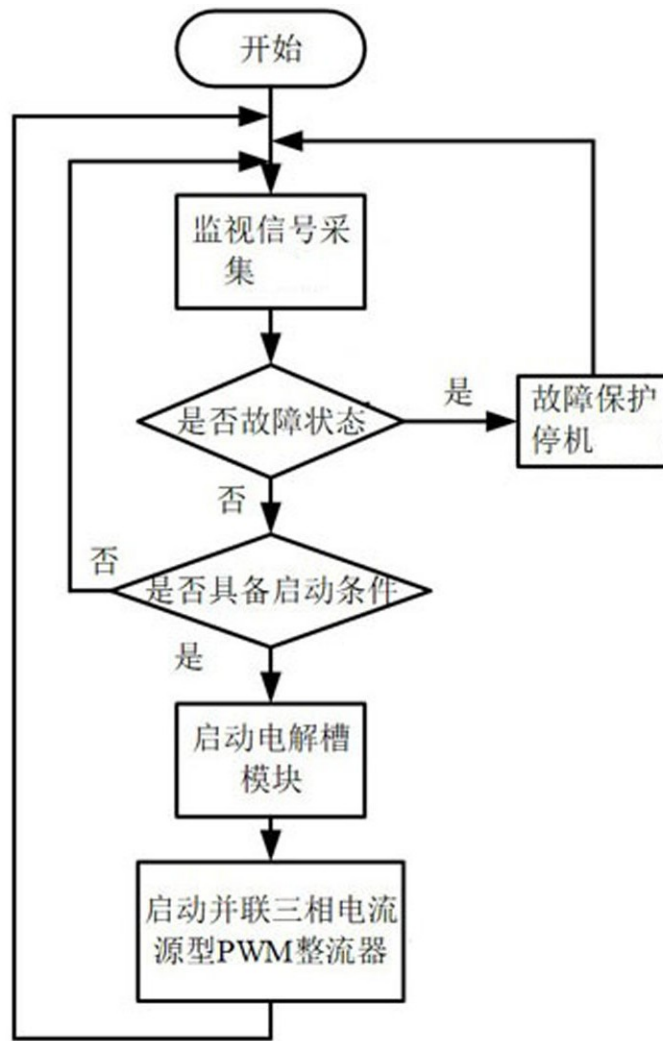 开始
监视信号采
集
是否故障状态
是
故障保护
停机
否
是否具备启动条件
否
是
启动电解槽
模块
启动并联三相电流
源型PWM整流器